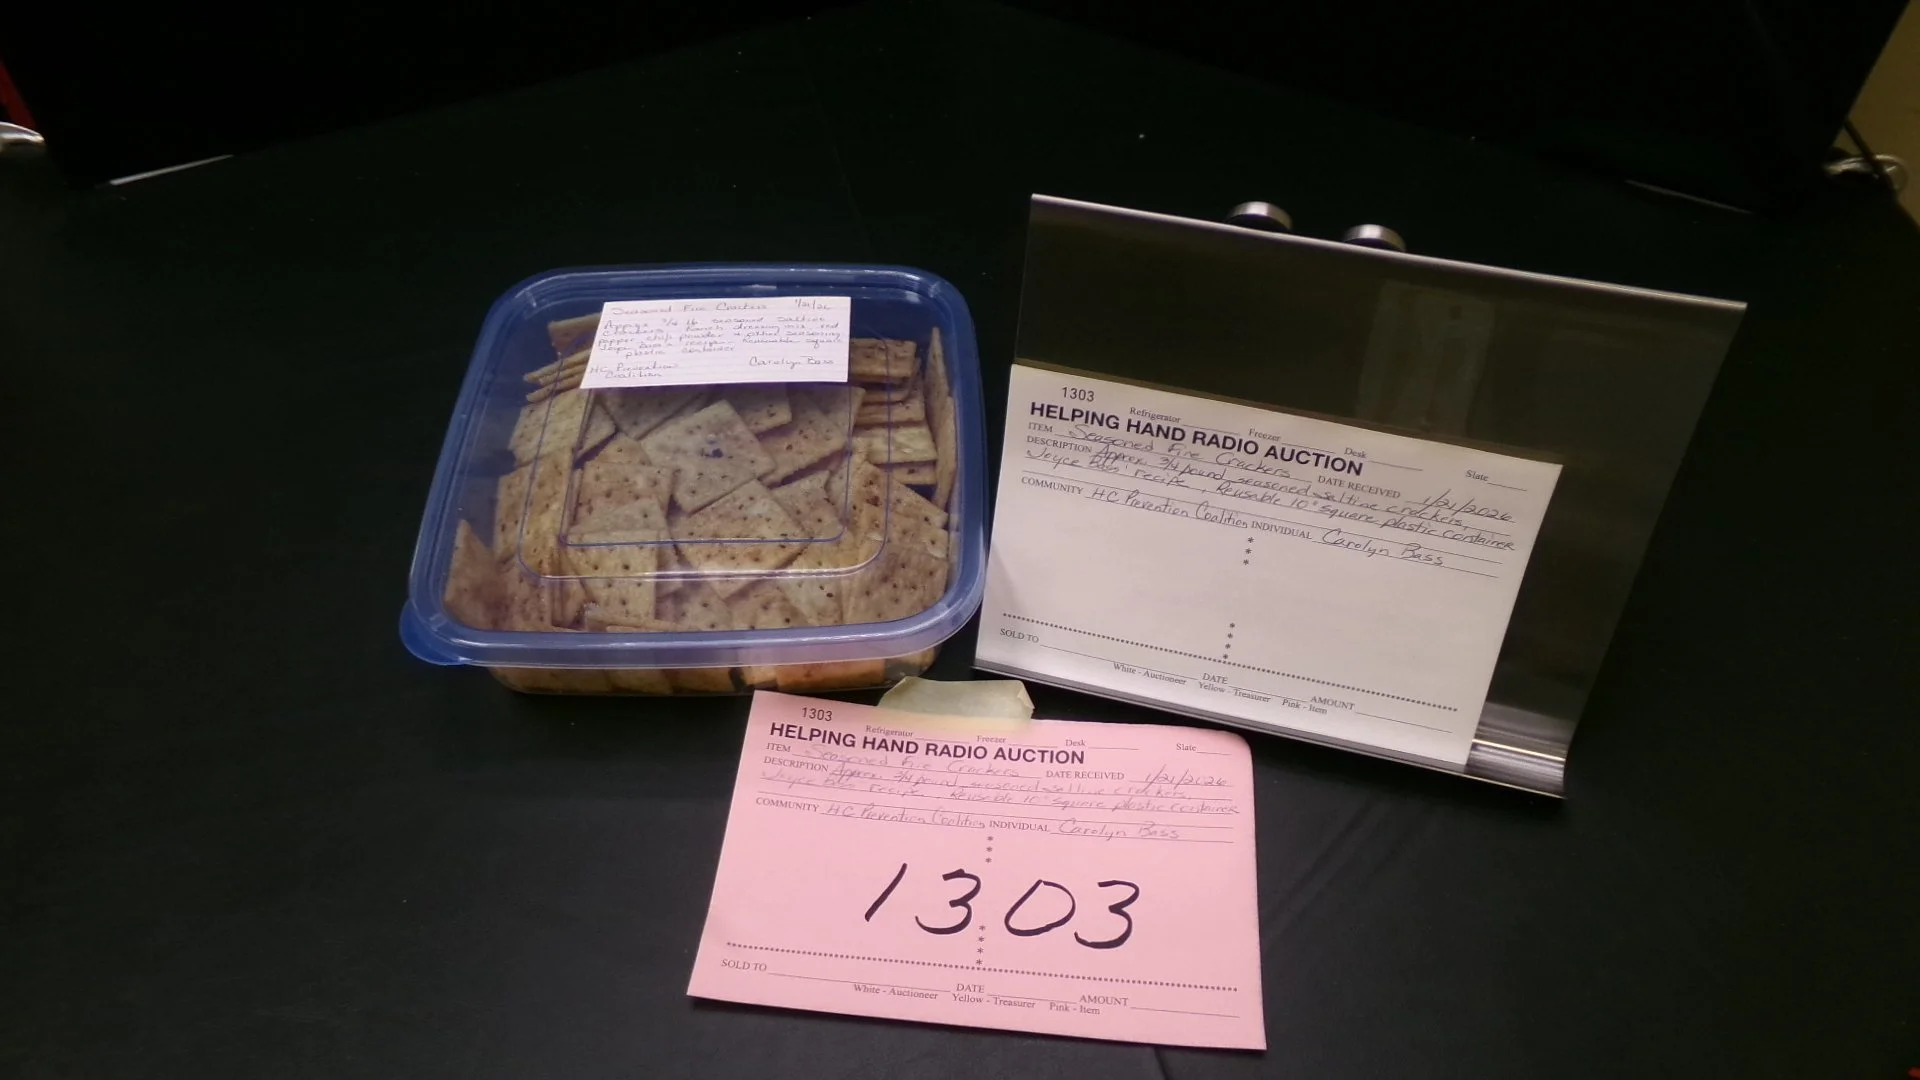 Seasoned Fire Crackers 1/21/26
Approx 3/4 lb seasoned saltine
crackers, Ranch dressing mix, red
pepper chip powder & other seasoning
Joyce Bass's recipe - Reusable square
plastic container
HC Prevention Carolyn Bass
Coalition
1303 Refrigerator Freezer Desk Slate
HELPING HAND RADIO AUCTION
ITEM Seasoned Fire Crackers DATE RECEIVED 1/21/2026
DESCRIPTION Approx. 3/4 pound seasoned saltine crackers,
Joyce Bass' recipe. Reusable 10" square plastic container
COMMUNITY HC Prevention Coalition INDIVIDUAL Carolyn Bass
SOLD TO DATE AMOUNT
White - Auctioneer Yellow - Treasurer Pink - Item
1303 Refrigerator Freezer Desk Slate
HELPING HAND RADIO AUCTION
ITEM Seasoned Fire Crackers DATE RECEIVED 1/21/2026
DESCRIPTION Approx. 3/4 pound seasoned saltine crackers,
Joyce Bass' recipe. Reusable 10" square plastic container
COMMUNITY HC Prevention Coalition INDIVIDUAL Carolyn Bass
1303
SOLD TO DATE AMOUNT
White - Auctioneer Yellow - Treasurer Pink - Item